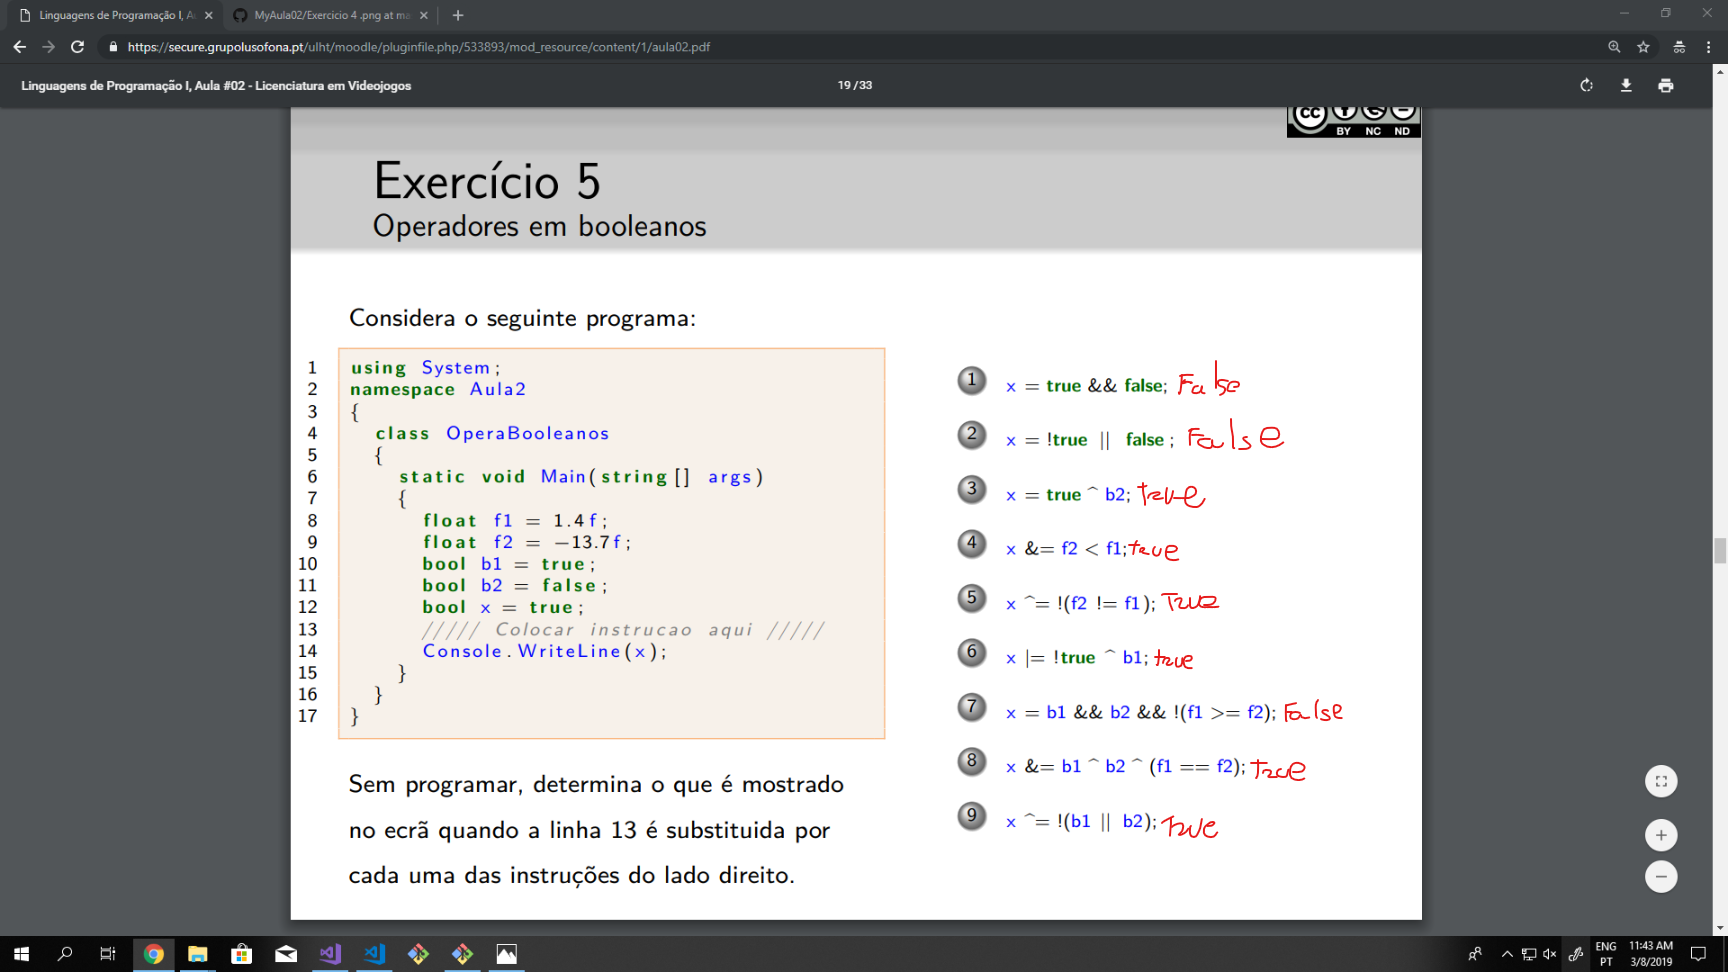 Linguagens de Programação I, A
MyAula02/Exercicio 4 .png at ma
https://secure.grupolusofona.pt/ulht/moodle/pluginfile.php/533893/mod_resource/content/1/aula02.pdf
Linguagens de Programação I, Aula #02 - Licenciatura em Videojogos
19 / 33
cc BY NC ND
Exercício 5
Operadores em booleanos
Considera o seguinte programa:
1 using System;
2 namespace Aula2
3 {
4 class OperaBooleanos
5 {
6 static void Main(string[] args)
7 {
8 float f1 = 1.4f;
9 float f2 = −13.7f;
10 bool b1 = true;
11 bool b2 = false;
12 bool x = true;
13 ///// Colocar instrucao aqui /////
14 Console.WriteLine(x);
15 }
16 }
17 }
Sem programar, determina o que é mostrado
no ecrã quando a linha 13 é substituida por
cada uma das instruções do lado direito.
1 x = true && false; False
2 x = !true || false; False
3 x = true ^ b2; true
4 x &= f2 < f1; true
5 x ^= !(f2 != f1); True
6 x |= !true ^ b1; true
7 x = b1 && b2 && !(f1 >= f2); False
8 x &= b1 ^ b2 ^ (f1 == f2); True
9 x ^= !(b1 || b2); True
ENG
PT
11:43 AM
3/8/2019